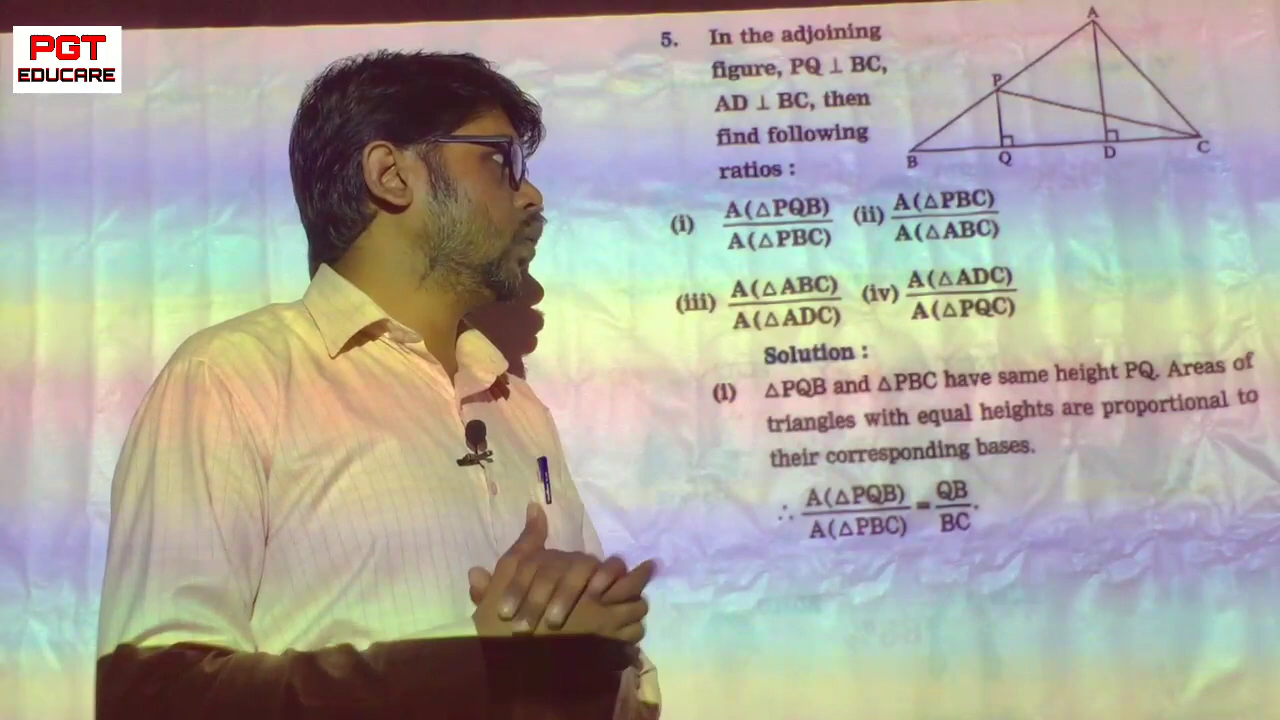 PGT
EDUCARE
5. In the adjoining
figure, PQ ⊥ BC,
AD ⊥ BC, then
find following
ratios :
A
P
B
Q
D
C
(i) A(△PQB)/A(△PBC) (ii) A(△PBC)/A(△ABC)
(iii) A(△ABC)/A(△ADC) (iv) A(△ADC)/A(△PQC)
Solution :
(i) △PQB and △PBC have same height PQ. Areas of
triangles with equal heights are proportional to
their corresponding bases.
∴ A(△PQB)/A(△PBC) = QB/BC.